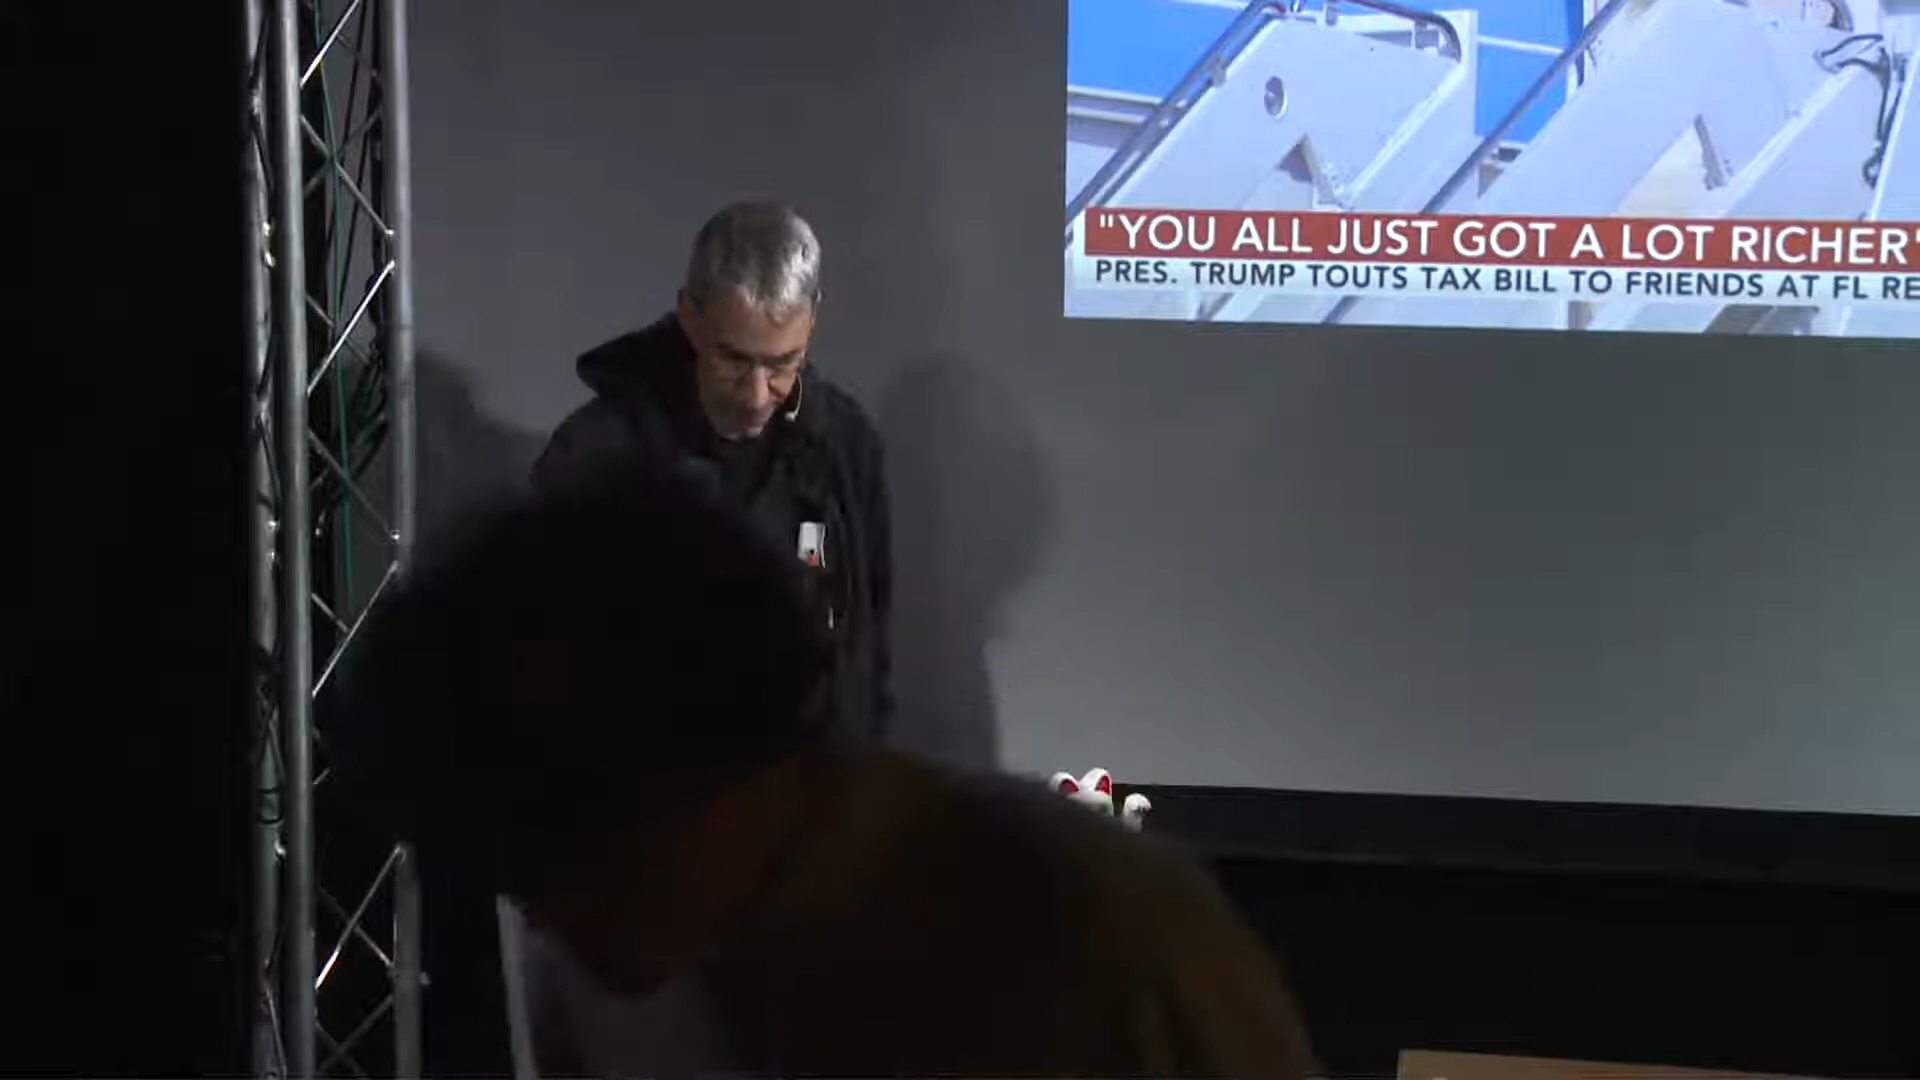 "YOU ALL JUST GOT A LOT RICHER"
PRES. TRUMP TOUTS TAX BILL TO FRIENDS AT FL